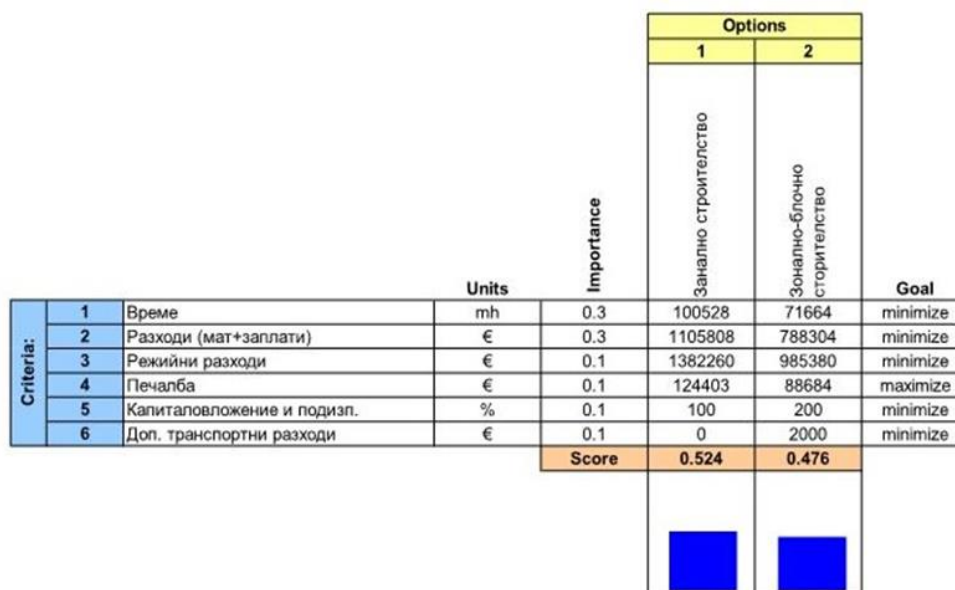 Options
1 2
Занално строителство
Зонално-блочно
сторителство
Units Importance Goal
Criteria:
1 Време mh 0.3 100528 71664 minimize
2 Разходи (мат+заплати) € 0.3 1105808 788304 minimize
3 Режийни разходи € 0.1 1382260 985380 minimize
4 Печалба € 0.1 124403 88684 maximize
5 Капиталовложение и подизп. % 0.1 100 200 minimize
6 Доп. транспортни разходи € 0.1 0 2000 minimize
Score 0.524 0.476